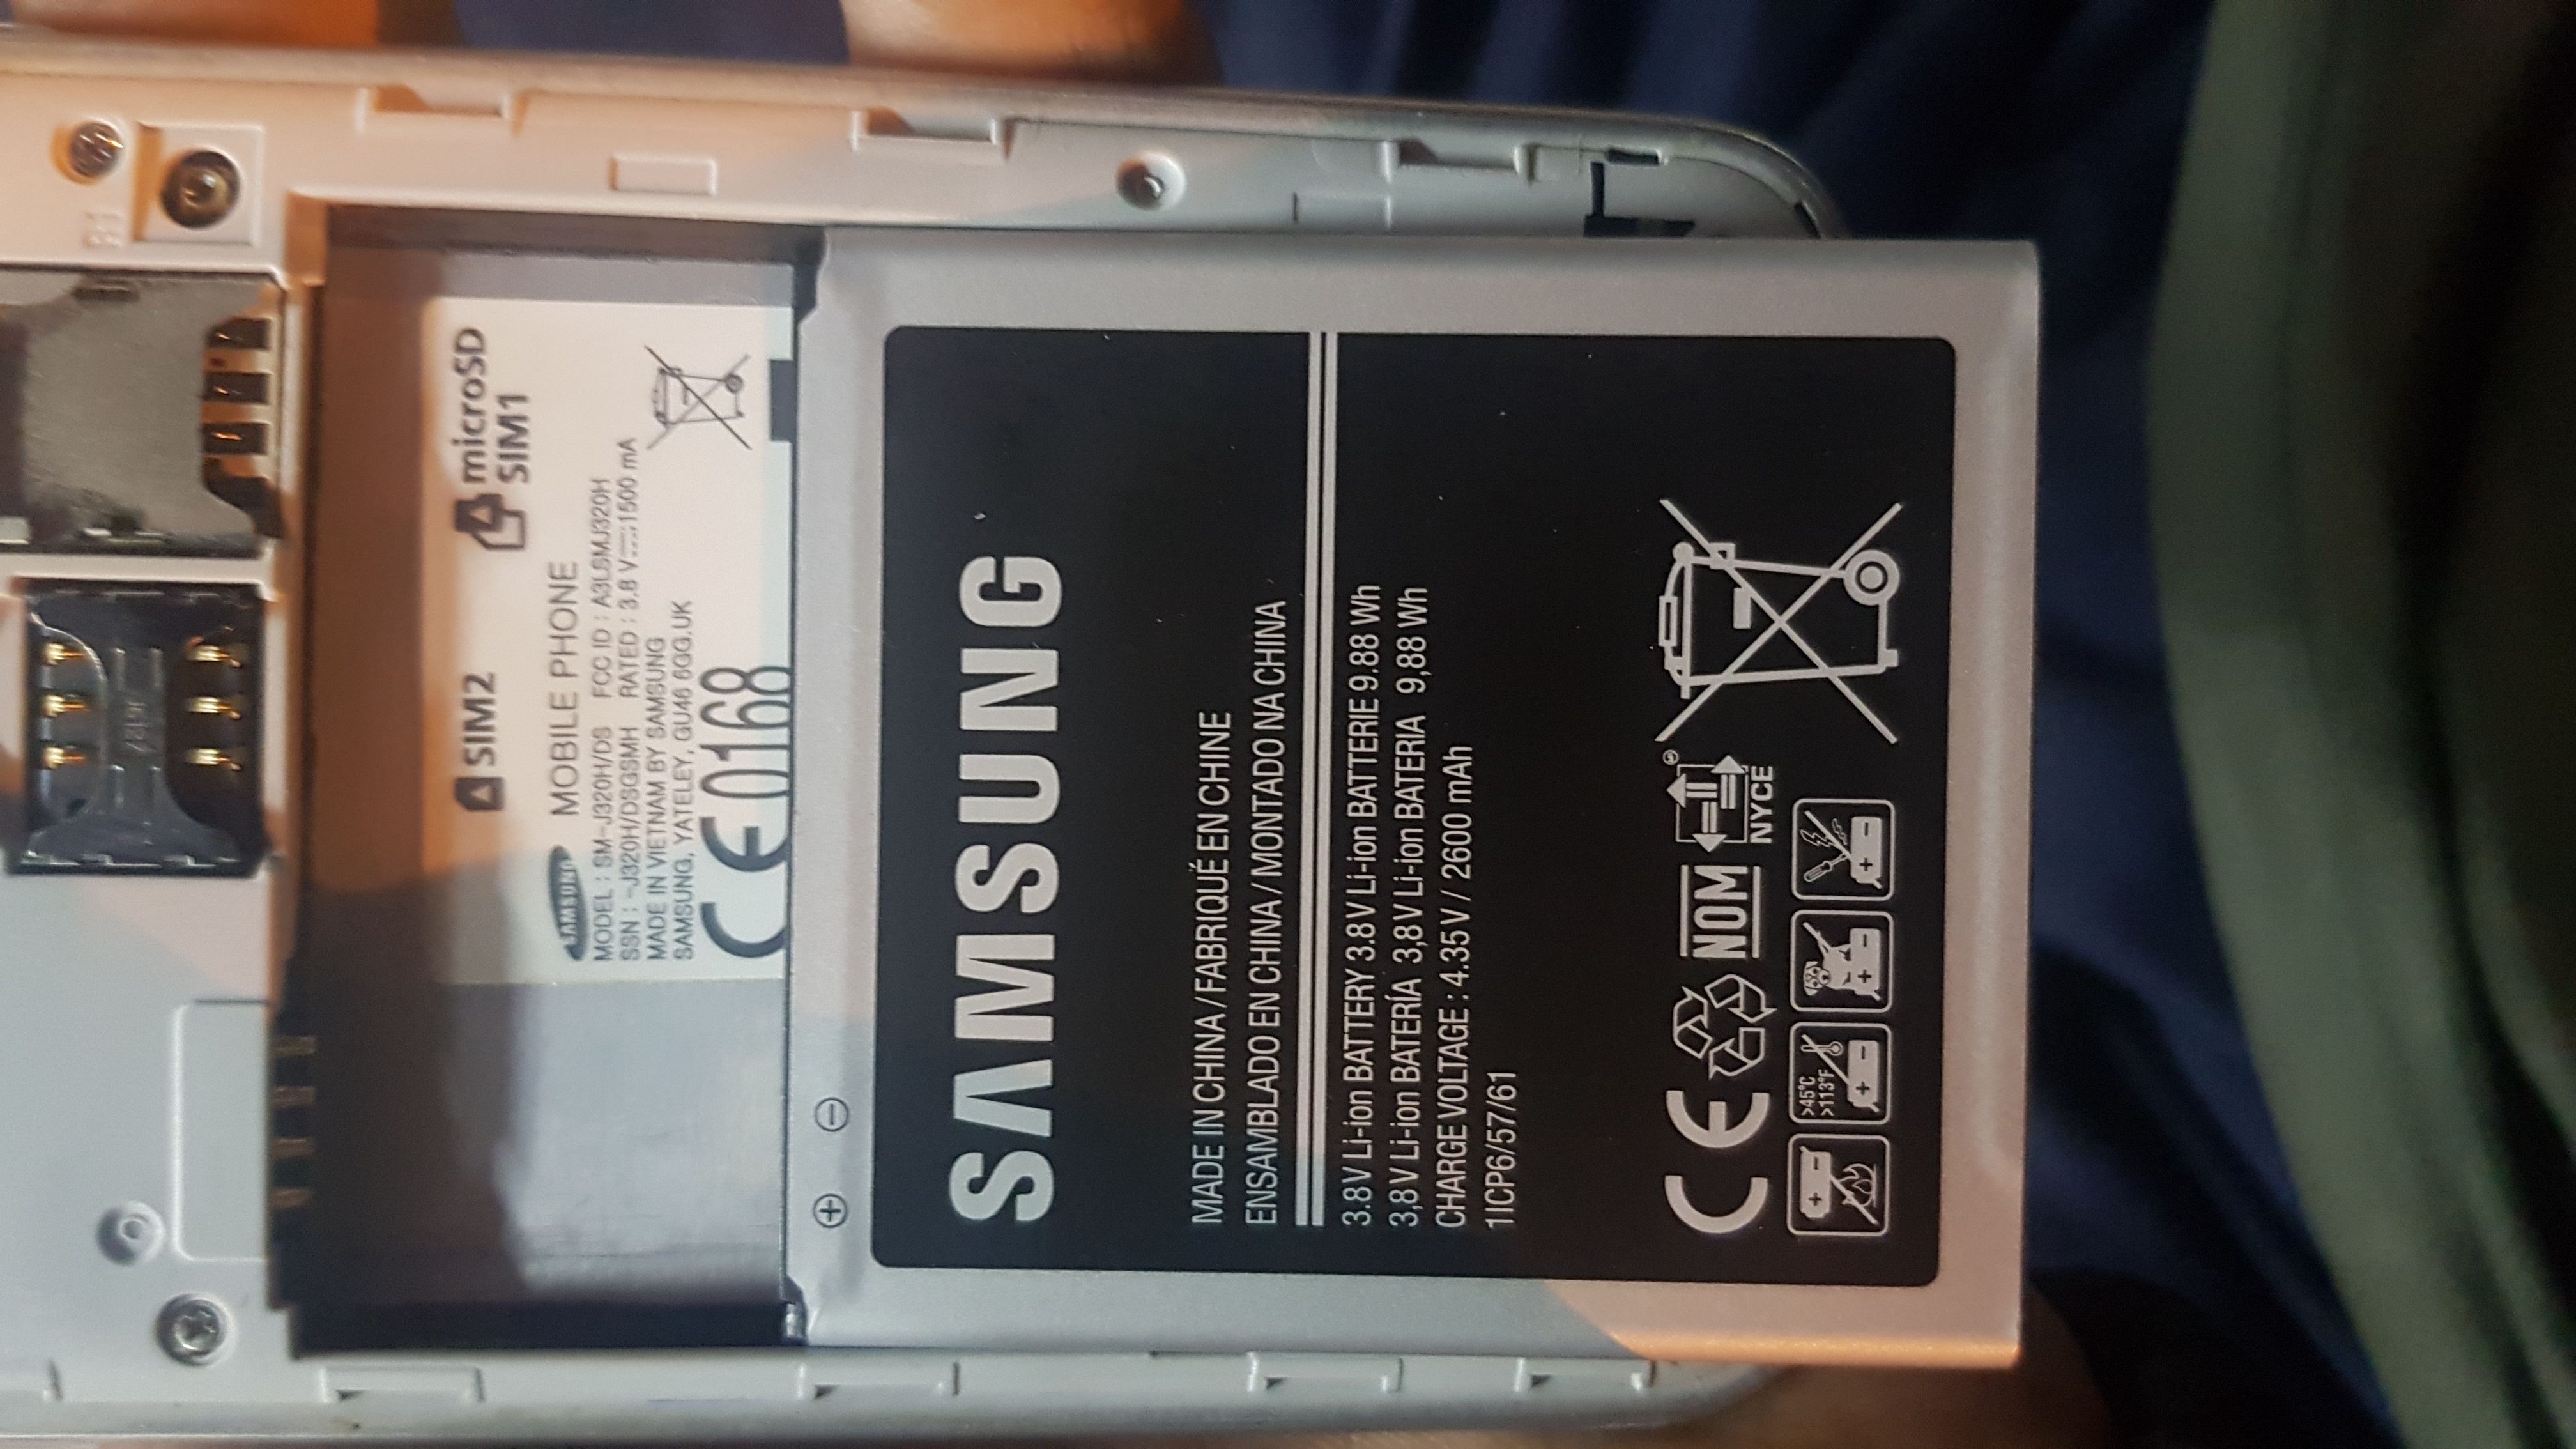 SIM2
microSD
SIM1
SAMSUNG MOBILE PHONE
MODEL : SM-J320H/DS FCC ID : A3LSMJ320H
SSN : -J320H/DSGSMH RATED : 3.8 V 1500 mA
MADE IN VIETNAM BY SAMSUNG
SAMSUNG, YATELEY, GU46 6GG.UK
CE 0168
+ −
SAMSUNG
MADE IN CHINA / FABRIQUÉ EN CHINE
ENSAMBLADO EN CHINA / MONTADO NA CHINA
3.8V Li-ion BATTERY 3.8V Li-ion BATTERIE 9.88 Wh
3,8V Li-ion BATERÍA 3,8V Li-ion BATERIA 9,88 Wh
CHARGE VOLTAGE : 4.35 V / 2600 mAh
1ICP6/57/61
CE NOM
NYCE
>45°C
>113°F